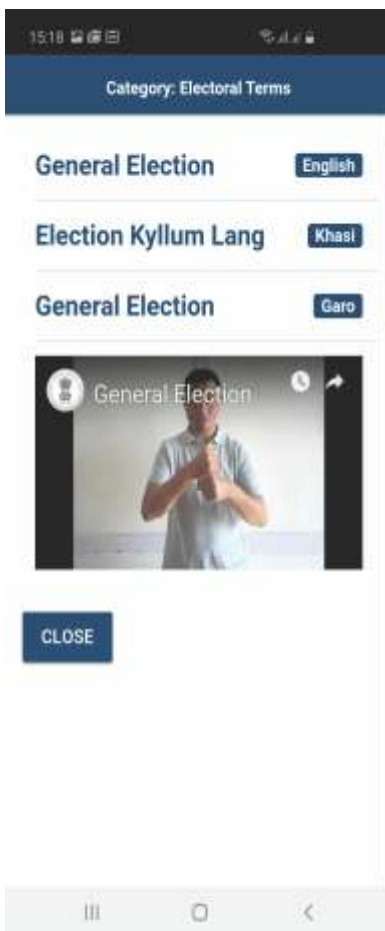 15:18
Category: Electoral Terms
General Election English
Election Kyllum Lang Khasi
General Election Garo
General Election
CLOSE